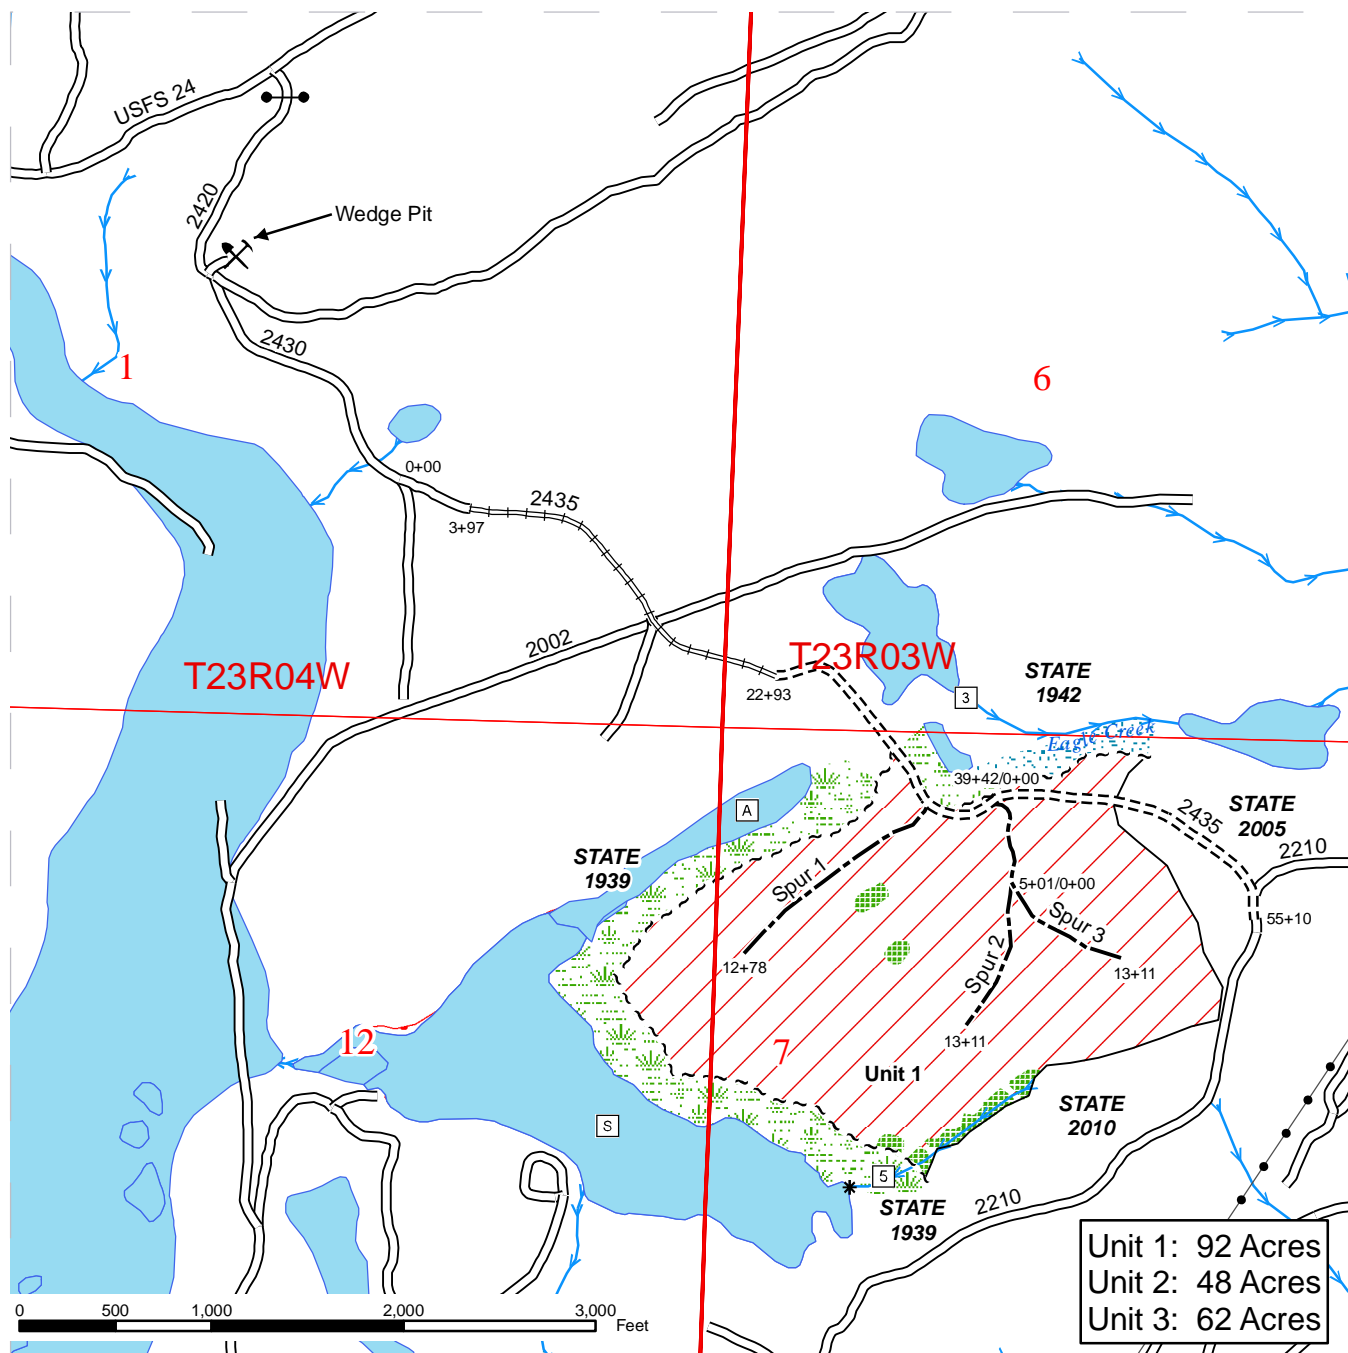 USFS 24
2420
Wedge Pit
2430
1
6
0+00
2435
3+97
2002
T23R04W
T23R03W
22+93
3
STATE
1942
Eagle Creek
39+42/0+00
A
2435
STATE
2005
2210
STATE
1939
Spur 1
5+01/0+00
Spur 3
55+10
12+78
Spur 2
13+11
12
13+11
7
Unit 1
S
STATE
2010
5
STATE
1939
2210
Unit 1: 92 Acres
Unit 2: 48 Acres
Unit 3: 62 Acres
0 500 1,000 2,000 3,000
Feet